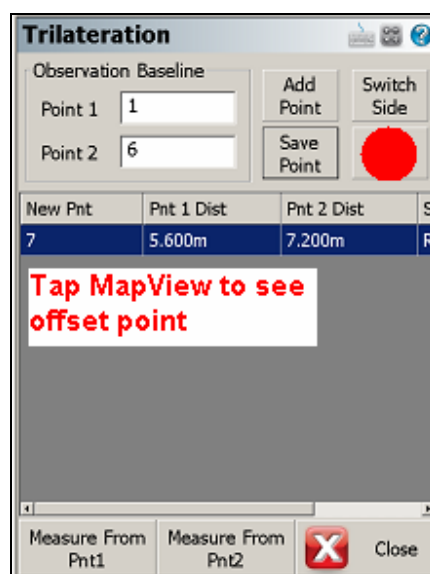 Trilateration
Observation Baseline
Point 1 1
Point 2 6
Add Point
Switch Side
Save Point
New Pnt Pnt 1 Dist Pnt 2 Dist S
7 5.600m 7.200m R
Tap MapView to see
offset point
Measure From Pnt1
Measure From Pnt2
Close